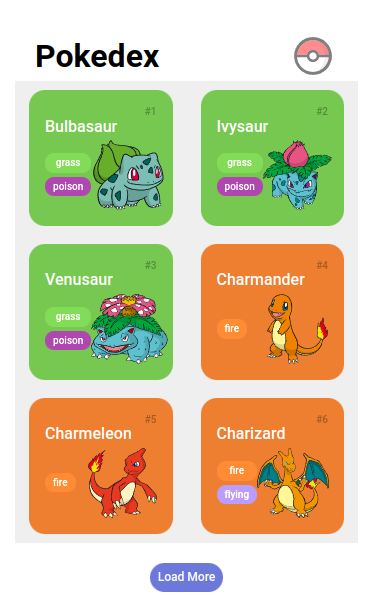 Pokedex
#1
Bulbasaur
grass
poison
#2
Ivysaur
grass
poison
#3
Venusaur
grass
poison
#4
Charmander
fire
#5
Charmeleon
fire
#6
Charizard
fire
flying
Load More